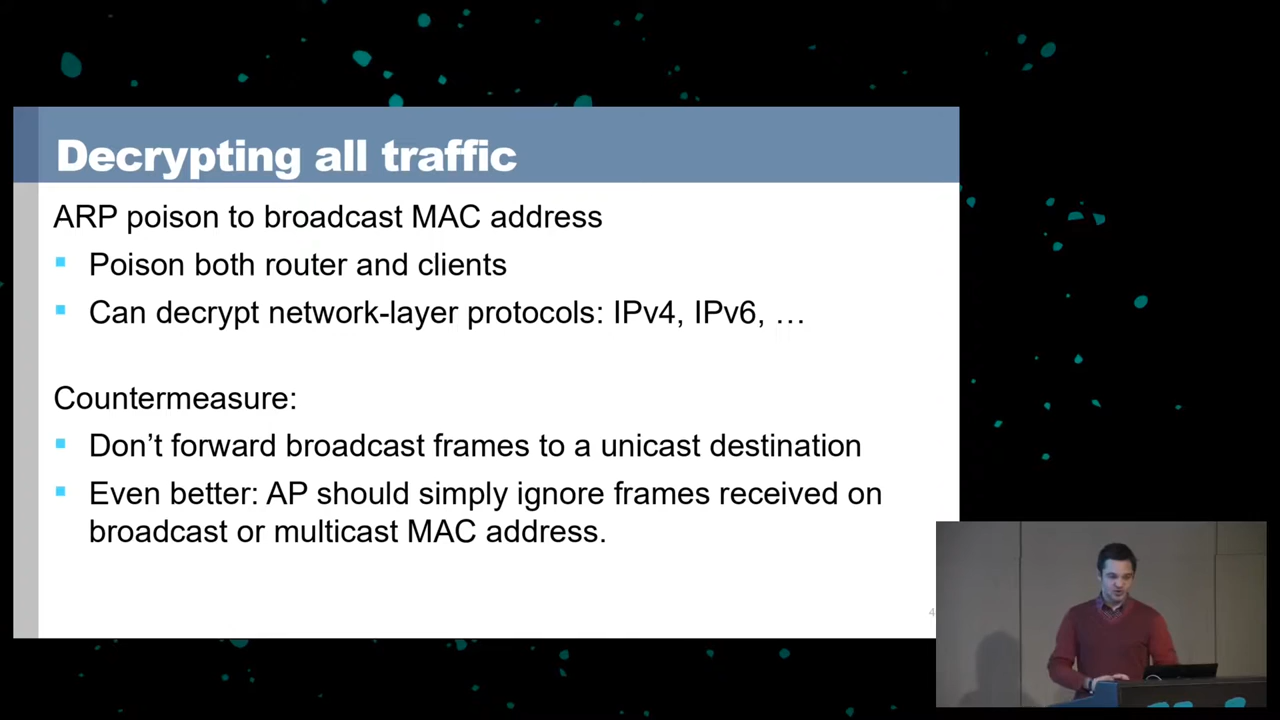 Decrypting all traffic
ARP poison to broadcast MAC address
▪ Poison both router and clients
▪ Can decrypt network-layer protocols: IPv4, IPv6, …
Countermeasure:
▪ Don’t forward broadcast frames to a unicast destination
▪ Even better: AP should simply ignore frames received on
broadcast or multicast MAC address.